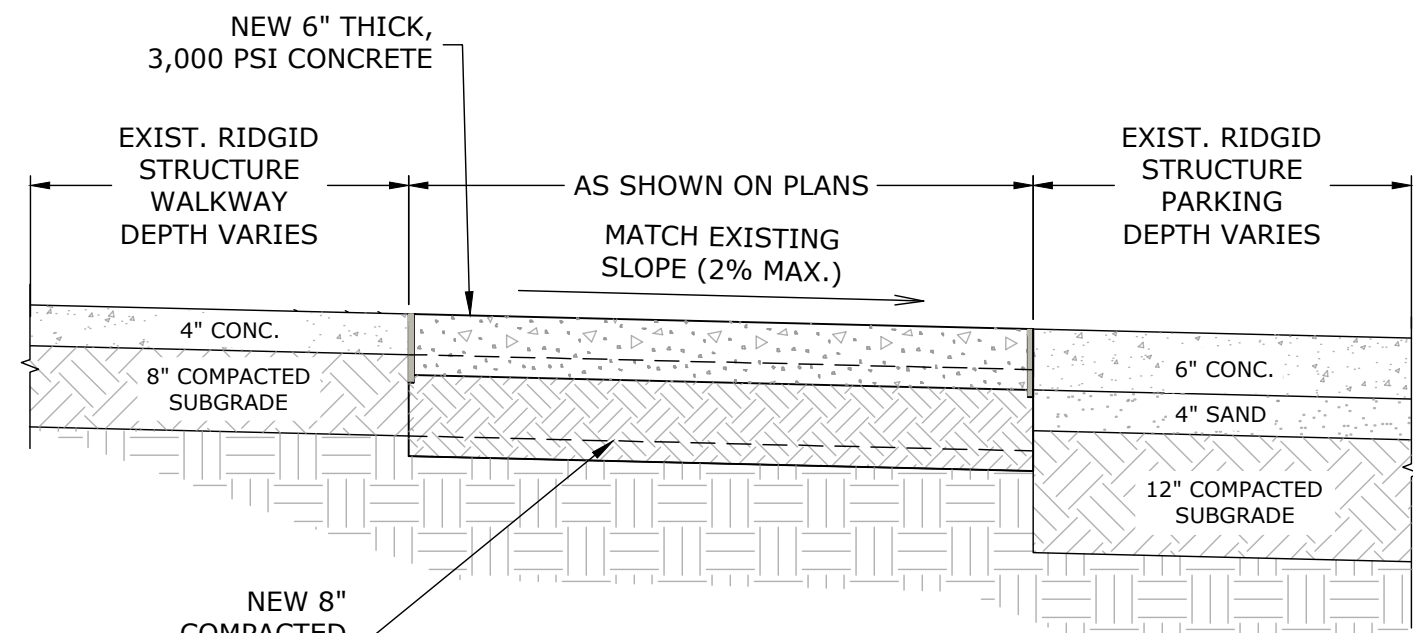 NEW 6" THICK,
3,000 PSI CONCRETE
EXIST. RIDGID
STRUCTURE
WALKWAY
DEPTH VARIES
AS SHOWN ON PLANS
EXIST. RIDGID
STRUCTURE
PARKING
DEPTH VARIES
MATCH EXISTING
SLOPE (2% MAX.)
4" CONC.
8" COMPACTED
SUBGRADE
6" CONC.
4" SAND
12" COMPACTED
SUBGRADE
NEW 8"
COMPACTED